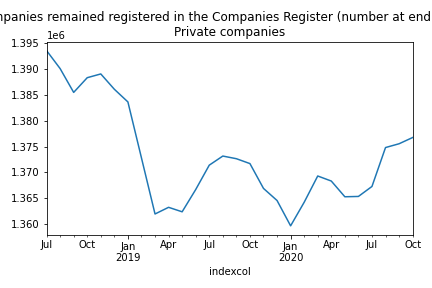 panies remained registered in the Companies Register (number at end
Private companies
1e6
1.395
1.390
1.385
1.380
1.375
1.370
1.365
1.360
Jul Oct Jan Apr Jul Oct Jan Apr Jul Oct
2019 2020
indexcol